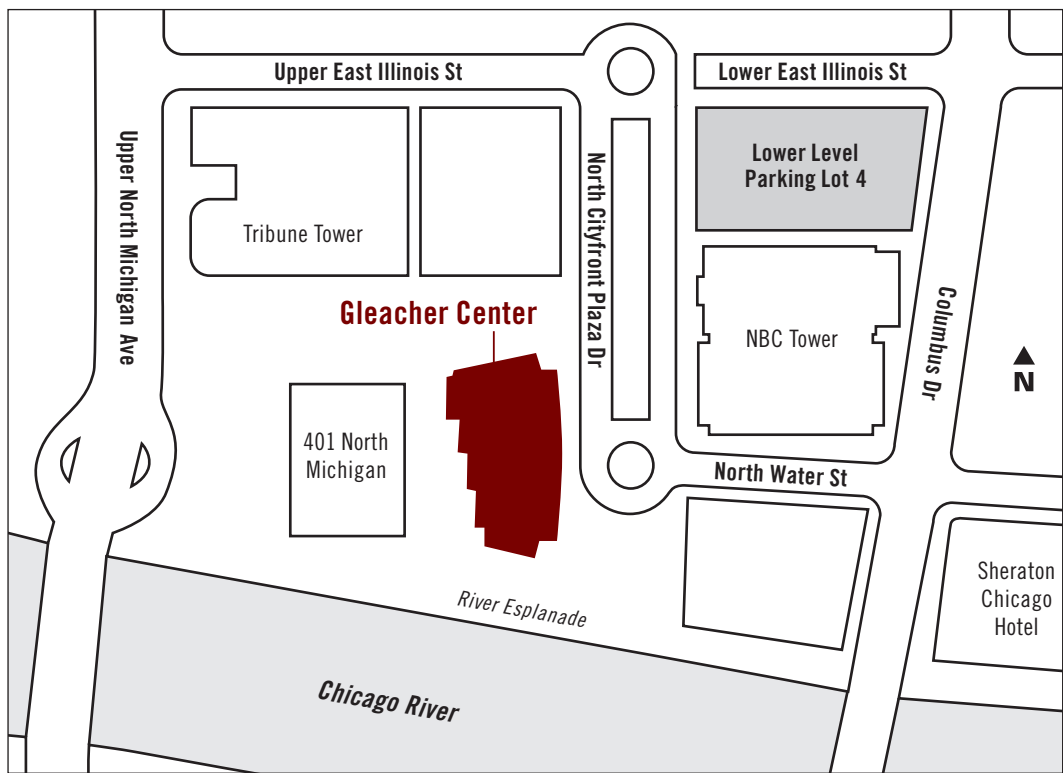 Upper East Illinois St
Lower East Illinois St
Upper North Michigan Ave
Tribune Tower
North Cityfront Plaza Dr
Lower Level
Parking Lot 4
Gleacher Center
NBC Tower
Columbus Dr
N
401 North
Michigan
North Water St
River Esplanade
Sheraton
Chicago
Hotel
Chicago River